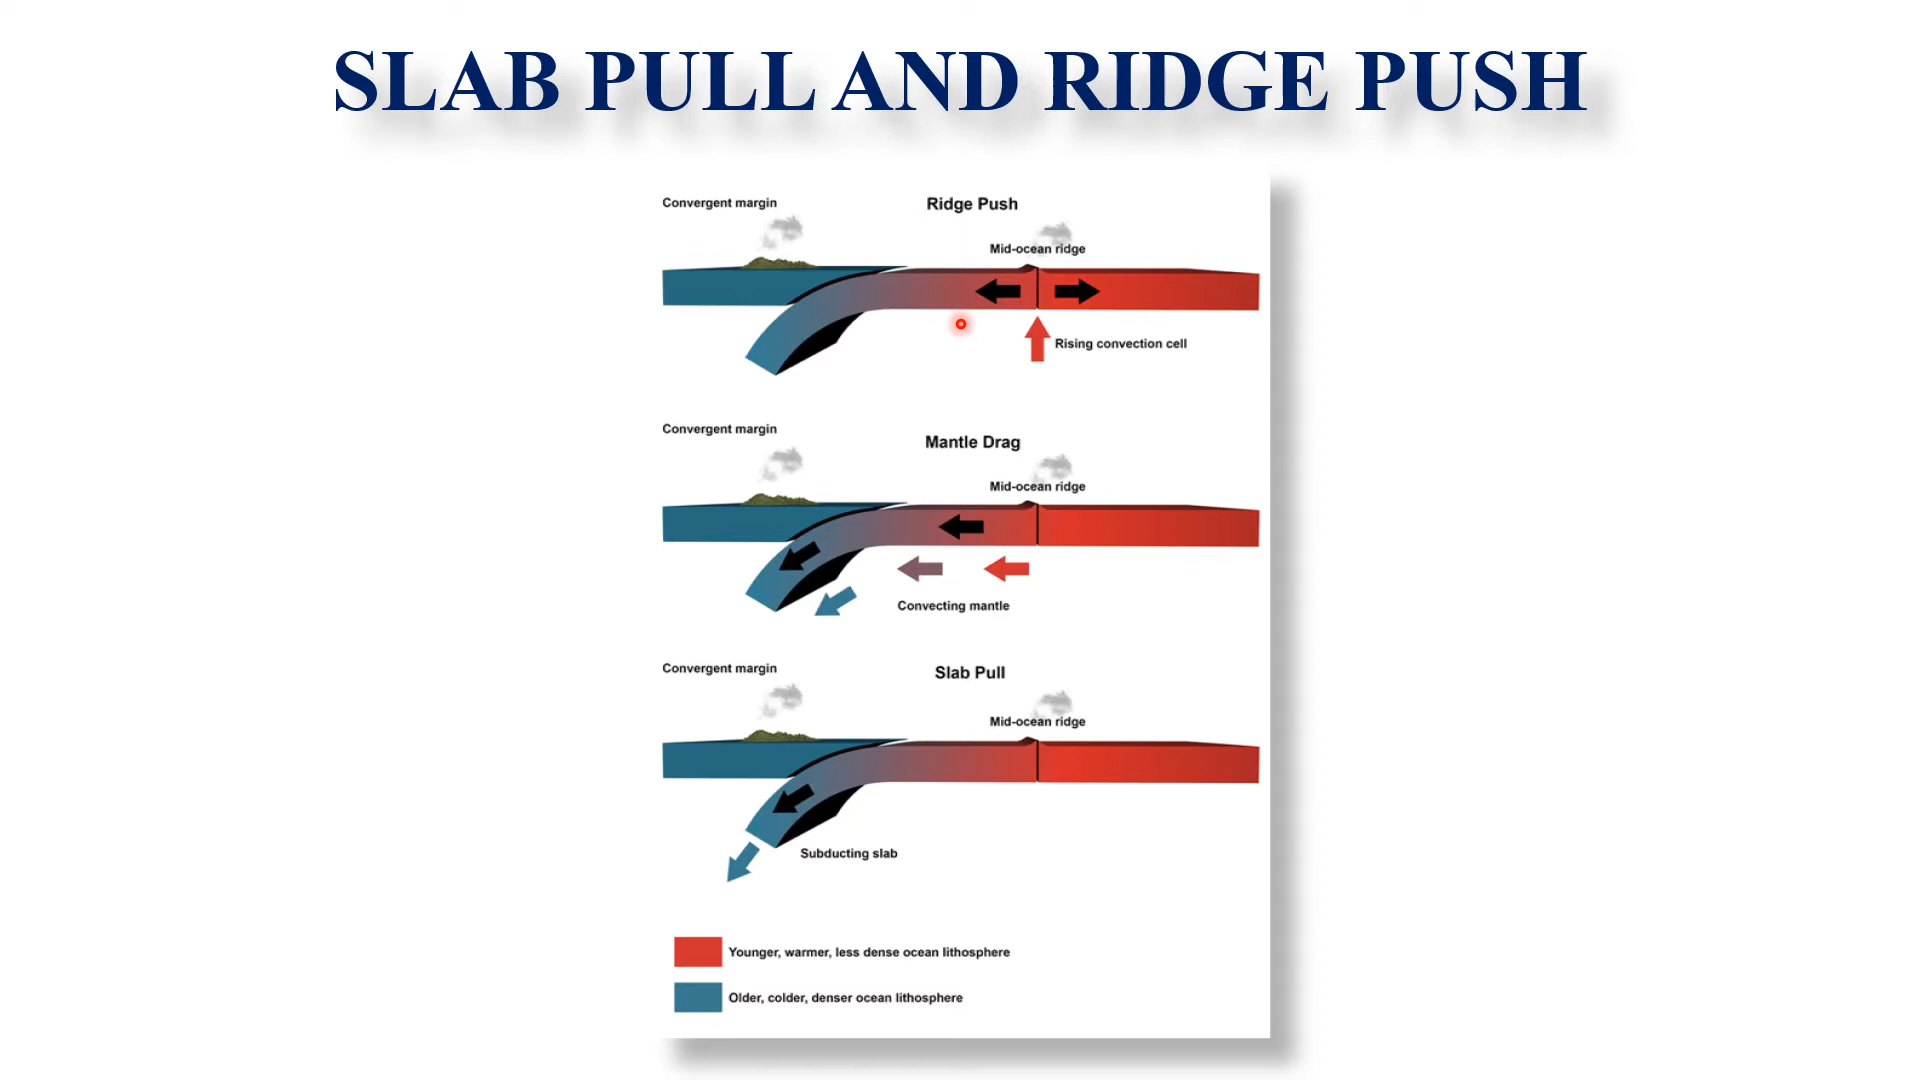 SLAB PULL AND RIDGE PUSH
Convergent margin
Ridge Push
Mid-ocean ridge
Rising convection cell
Convergent margin
Mantle Drag
Mid-ocean ridge
Convecting mantle
Convergent margin
Slab Pull
Mid-ocean ridge
Subducting slab
Younger, warmer, less dense ocean lithosphere
Older, colder, denser ocean lithosphere